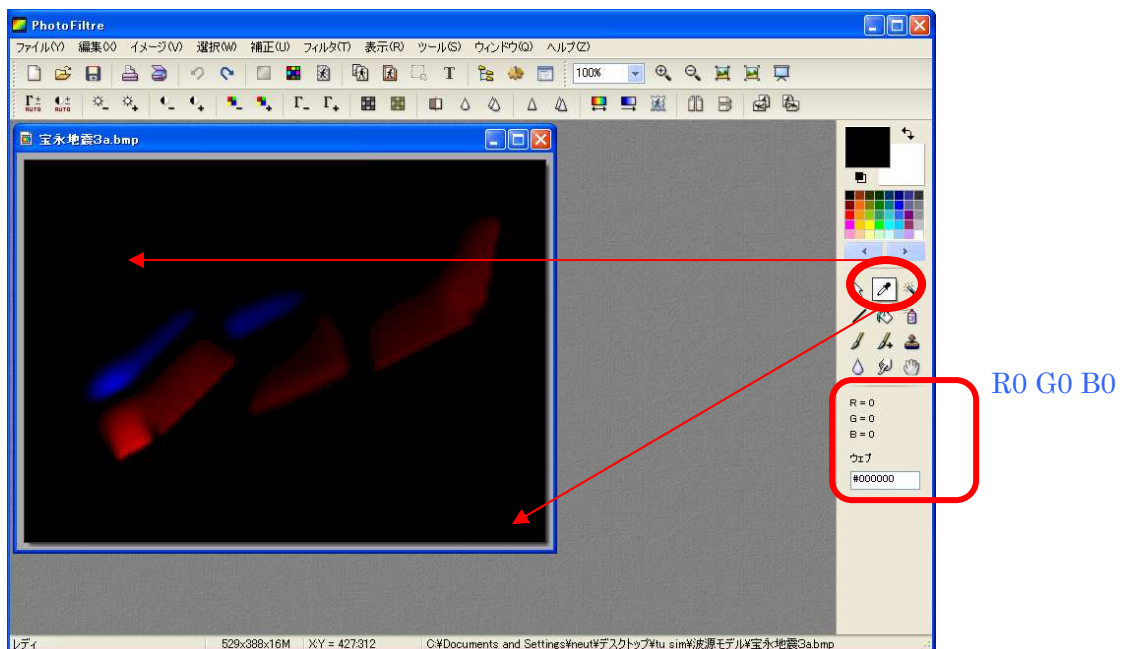 PhotoFiltre
ファイル(Y) 編集(X) イメージ(V) 選択(W) 補正(U) フィルタ(T) 表示(R) ツール(S) ウィンドウ(Q) ヘルプ(Z)
T 100%
AUTO AUTO
宝永地震3a.bmp
R0 G0 B0
R = 0
G = 0
B = 0
ウェブ
#000000
レディ 529x388x16M X:Y = 427:312 C:¥Documents and Settings¥neut¥デスクトップ¥tu sim¥波源モデル¥宝永地震3a.bmp